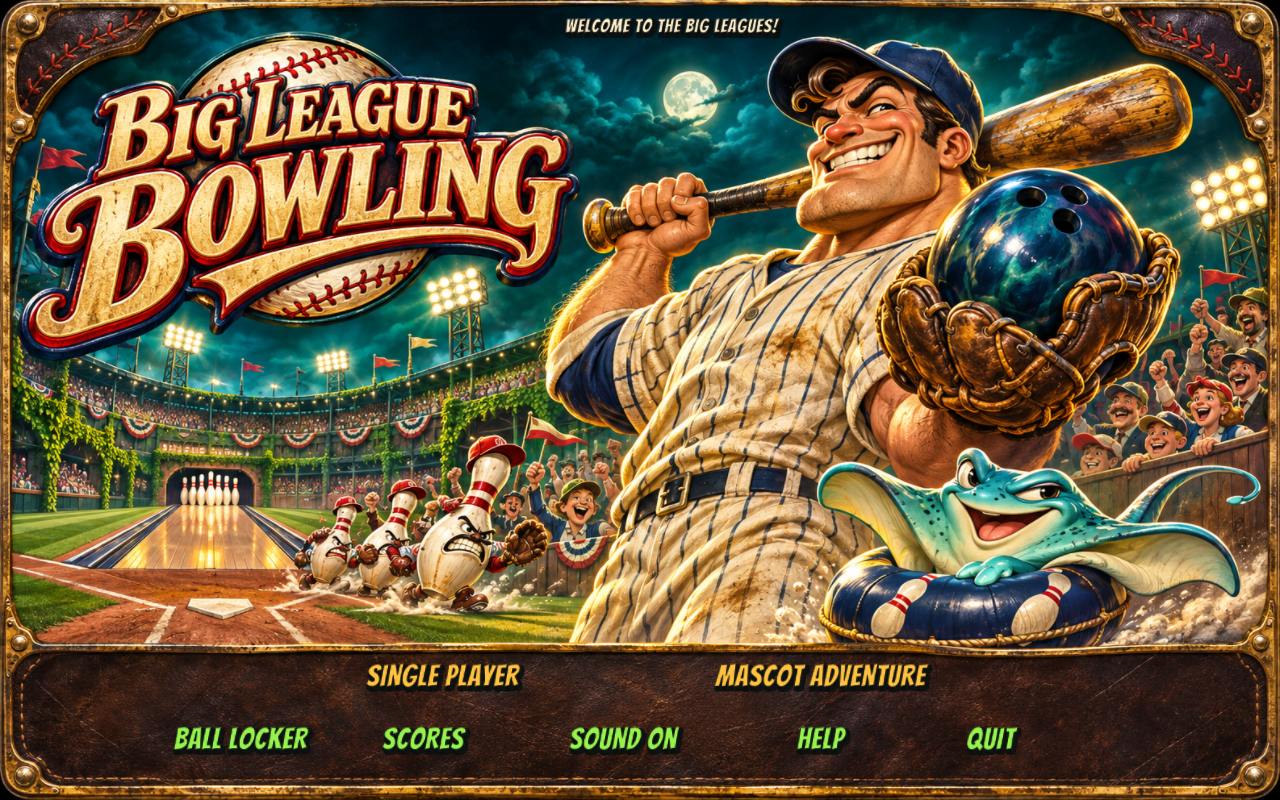 WELCOME TO THE BIG LEAGUES!
BIG LEAGUE
BOWLING
SINGLE PLAYER
MASCOT ADVENTURE
BALL LOCKER
SCORES
SOUND ON
HELP
QUIT